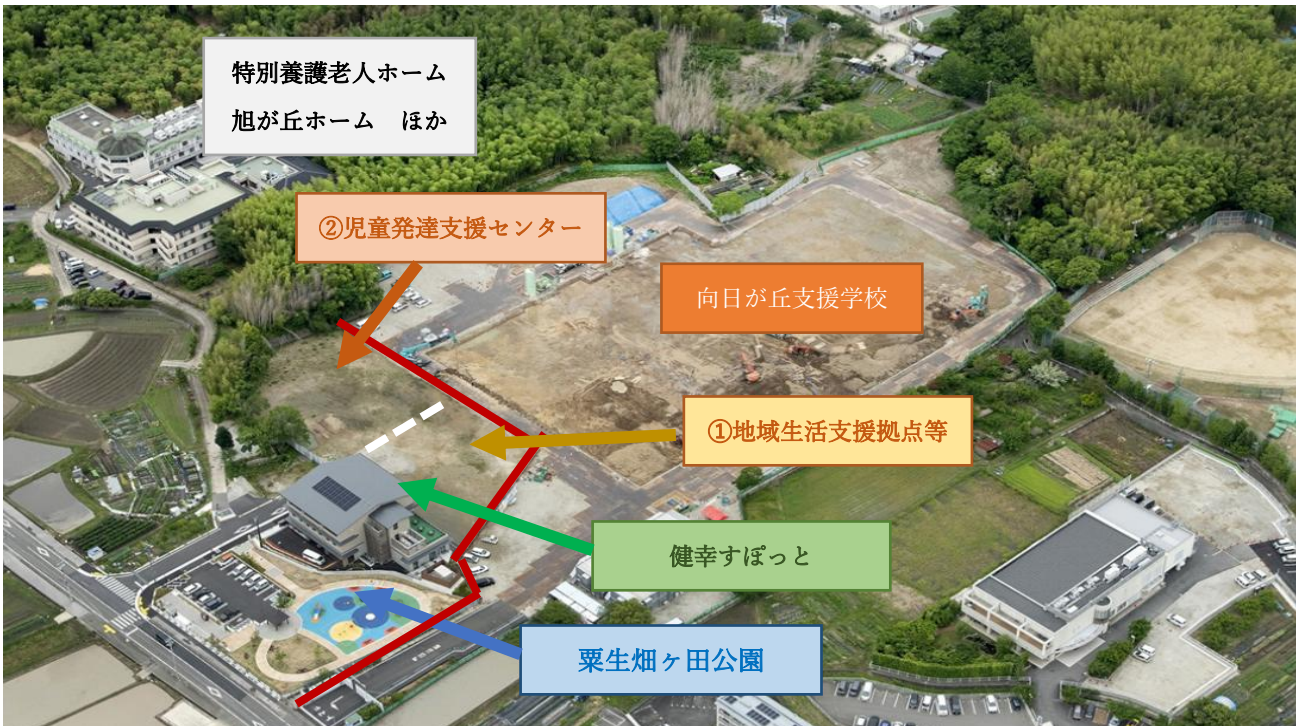 特別養護老人ホーム
旭が丘ホーム　ほか
②児童発達支援センター
向日が丘支援学校
①地域生活支援拠点等
健幸すぽっと
粟生畑ヶ田公園